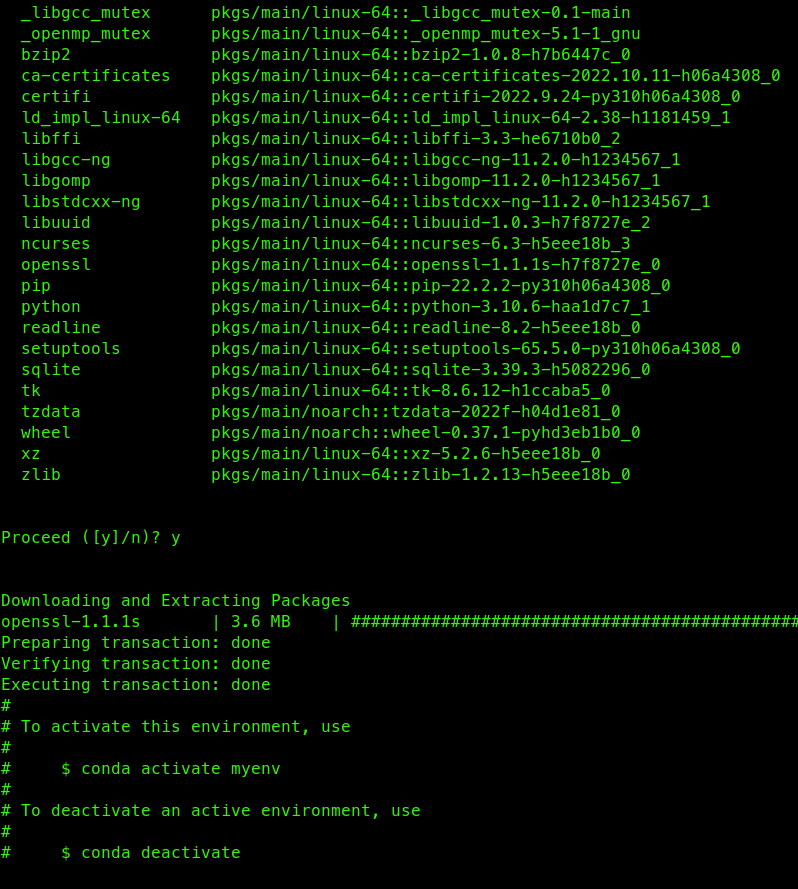 _libgcc_mutex      pkgs/main/linux-64::_libgcc_mutex-0.1-main
_openmp_mutex      pkgs/main/linux-64::_openmp_mutex-5.1-1_gnu
bzip2              pkgs/main/linux-64::bzip2-1.0.8-h7b6447c_0
ca-certificates    pkgs/main/linux-64::ca-certificates-2022.10.11-h06a4308_0
certifi            pkgs/main/linux-64::certifi-2022.9.24-py310h06a4308_0
ld_impl_linux-64   pkgs/main/linux-64::ld_impl_linux-64-2.38-h1181459_1
libffi             pkgs/main/linux-64::libffi-3.3-he6710b0_2
libgcc-ng          pkgs/main/linux-64::libgcc-ng-11.2.0-h1234567_1
libgomp            pkgs/main/linux-64::libgomp-11.2.0-h1234567_1
libstdcxx-ng       pkgs/main/linux-64::libstdcxx-ng-11.2.0-h1234567_1
libuuid            pkgs/main/linux-64::libuuid-1.0.3-h7f8727e_2
ncurses            pkgs/main/linux-64::ncurses-6.3-h5eee18b_3
openssl            pkgs/main/linux-64::openssl-1.1.1s-h7f8727e_0
pip                pkgs/main/linux-64::pip-22.2.2-py310h06a4308_0
python             pkgs/main/linux-64::python-3.10.6-haa1d7c7_1
readline           pkgs/main/linux-64::readline-8.2-h5eee18b_0
setuptools         pkgs/main/linux-64::setuptools-65.5.0-py310h06a4308_0
sqlite             pkgs/main/linux-64::sqlite-3.39.3-h5082296_0
tk                 pkgs/main/linux-64::tk-8.6.12-h1ccaba5_0
tzdata             pkgs/main/noarch::tzdata-2022f-h04d1e81_0
wheel              pkgs/main/noarch::wheel-0.37.1-pyhd3eb1b0_0
xz                 pkgs/main/linux-64::xz-5.2.6-h5eee18b_0
zlib               pkgs/main/linux-64::zlib-1.2.13-h5eee18b_0
Proceed ([y]/n)? y
Downloading and Extracting Packages
openssl-1.1.1s       | 3.6 MB    | #############################################
Preparing transaction: done
Verifying transaction: done
Executing transaction: done
#
# To activate this environment, use
#
#     $ conda activate myenv
#
# To deactivate an active environment, use
#
#     $ conda deactivate